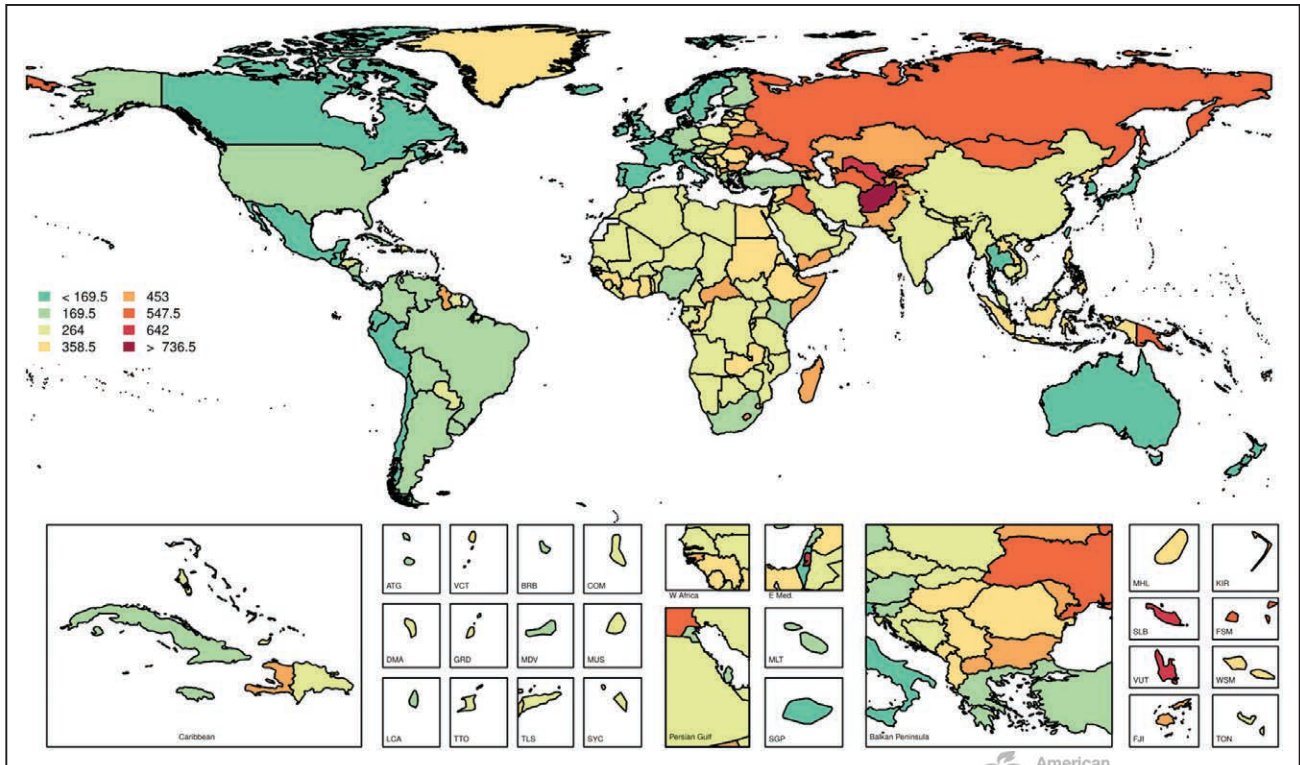 < 169.5 453
169.5 547.5
264 642
358.5 > 736.5
Caribbean
ATG VCT BRB COM
DMA GRD MDV MUS
LCA TTO TLS SYC
W Africa E Med.
Persian Gulf
MLT
SGP
Balkan Peninsula
MHL KIR
SLB FSM
VUT WSM
FJI TON
American